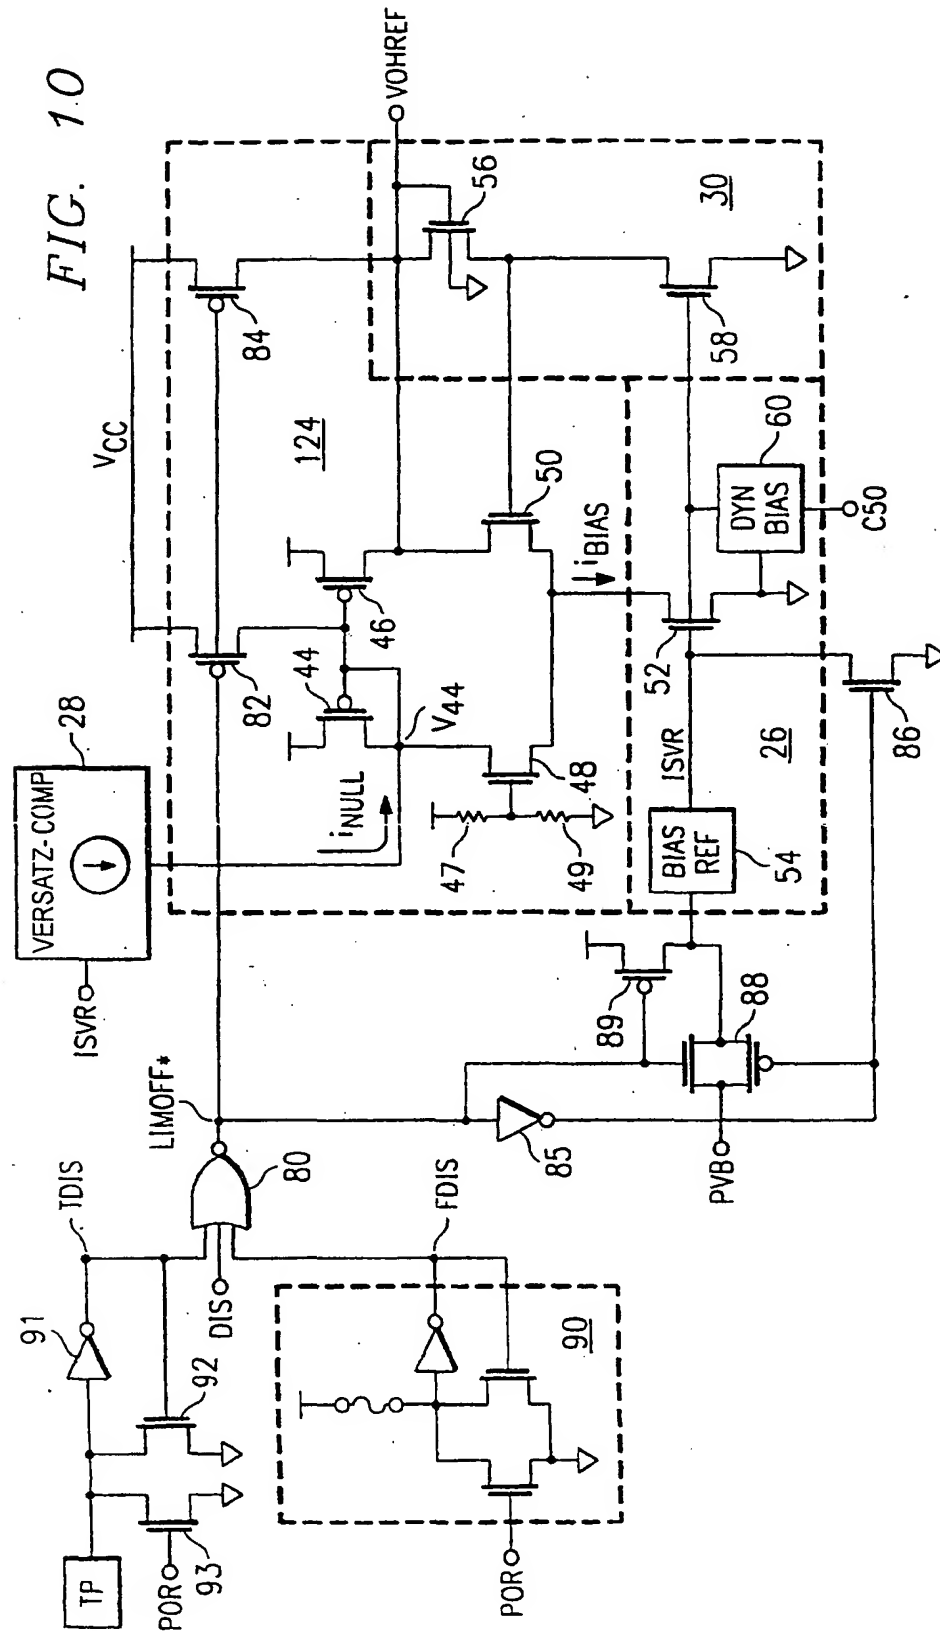 FIG. 10
VCC
VOHREF
84
56
30
58
124
82
44
46
V44
50
iBIAS
48
47
49
iNULL
VERSATZ-COMP
28
ISVR
DYN
BIAS
60
C50
52
26
ISVR
BIAS
REF
54
86
89
88
PVB
85
LIMOFF*
80
TDIS
DIS
FDIS
90
91
92
93
TP
POR
POR